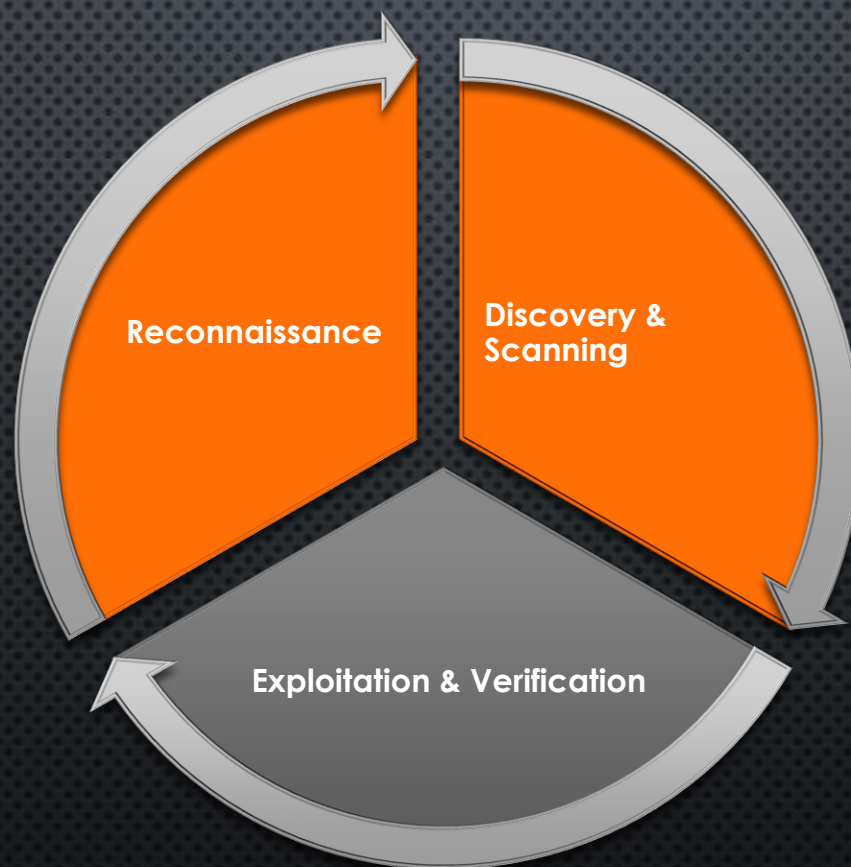 Reconnaissance
Discovery &
Scanning
Exploitation & Verification